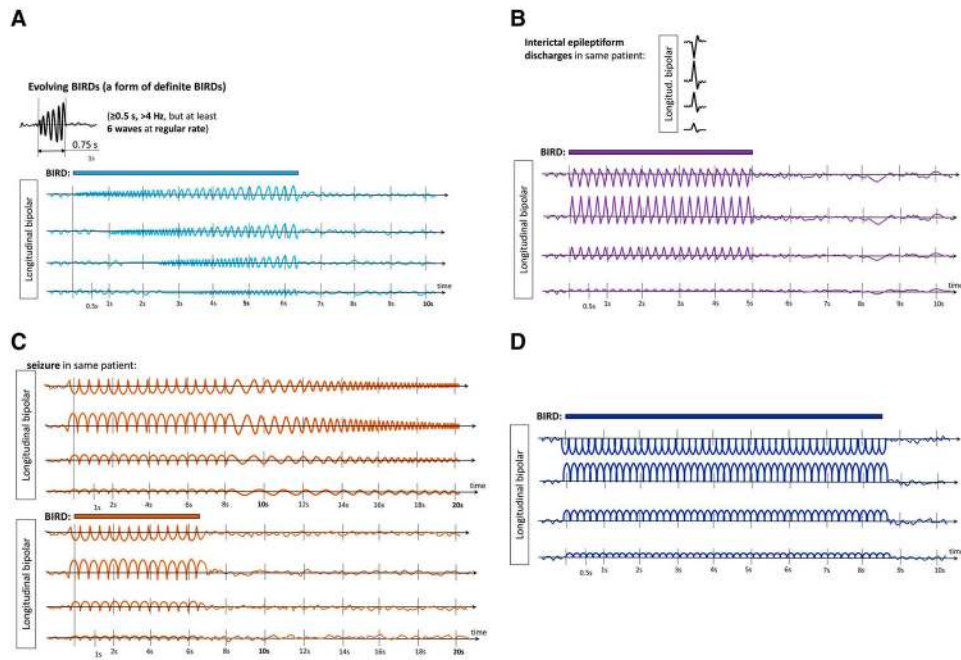 A
Evolving BIRDs (a form of definite BIRDs)
(≥0.5 s, >4 Hz, but at least
6 waves at regular rate)
0.75 s
1s
BIRD:
Longitudinal bipolar
time
0.5s 1s 2s 3s 4s 5s 6s 7s 8s 9s 10s
B
Interictal epileptiform
discharges in same patient:
Longitud. bipolar
BIRD:
Longitudinal bipolar
time
0.5s 1s 2s 3s 4s 5s 6s 7s 8s 9s 10s
C
seizure in same patient:
Longitudinal bipolar
1s 2s 4s 6s 8s 10s 12s 14s 16s 18s 20s
BIRD:
Longitudinal bipolar
time
1s 2s 4s 6s 8s 10s 12s 14s 16s 18s 20s
D
BIRD:
Longitudinal bipolar
time
0.5s 1s 2s 3s 4s 5s 6s 7s 8s 9s 10s